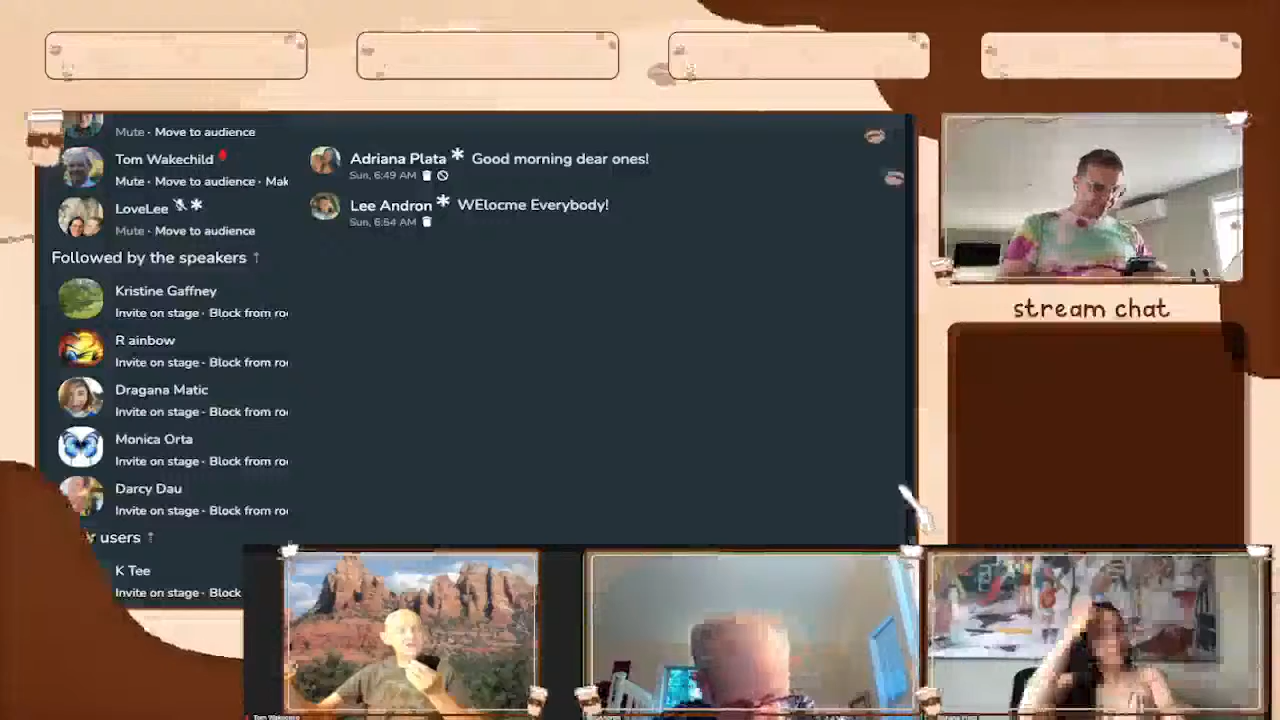 Mute · Move to audience
Tom Wakechild
Mute · Move to audience · Mak
LoveLee
Mute · Move to audience
Followed by the speakers ↑
Kristine Gaffney
Invite on stage · Block from ro
R ainbow
Invite on stage · Block from ro
Dragana Matic
Invite on stage · Block from ro
Monica Orta
Invite on stage · Block from ro
Darcy Dau
Invite on stage · Block from ro
r users ↑
K Tee
Invite on stage · Block
Adriana Plata * Good morning dear ones!
Sun, 6:49 AM
Lee Andron * WElocme Everybody!
Sun, 6:54 AM
stream chat
Tom Wakechild